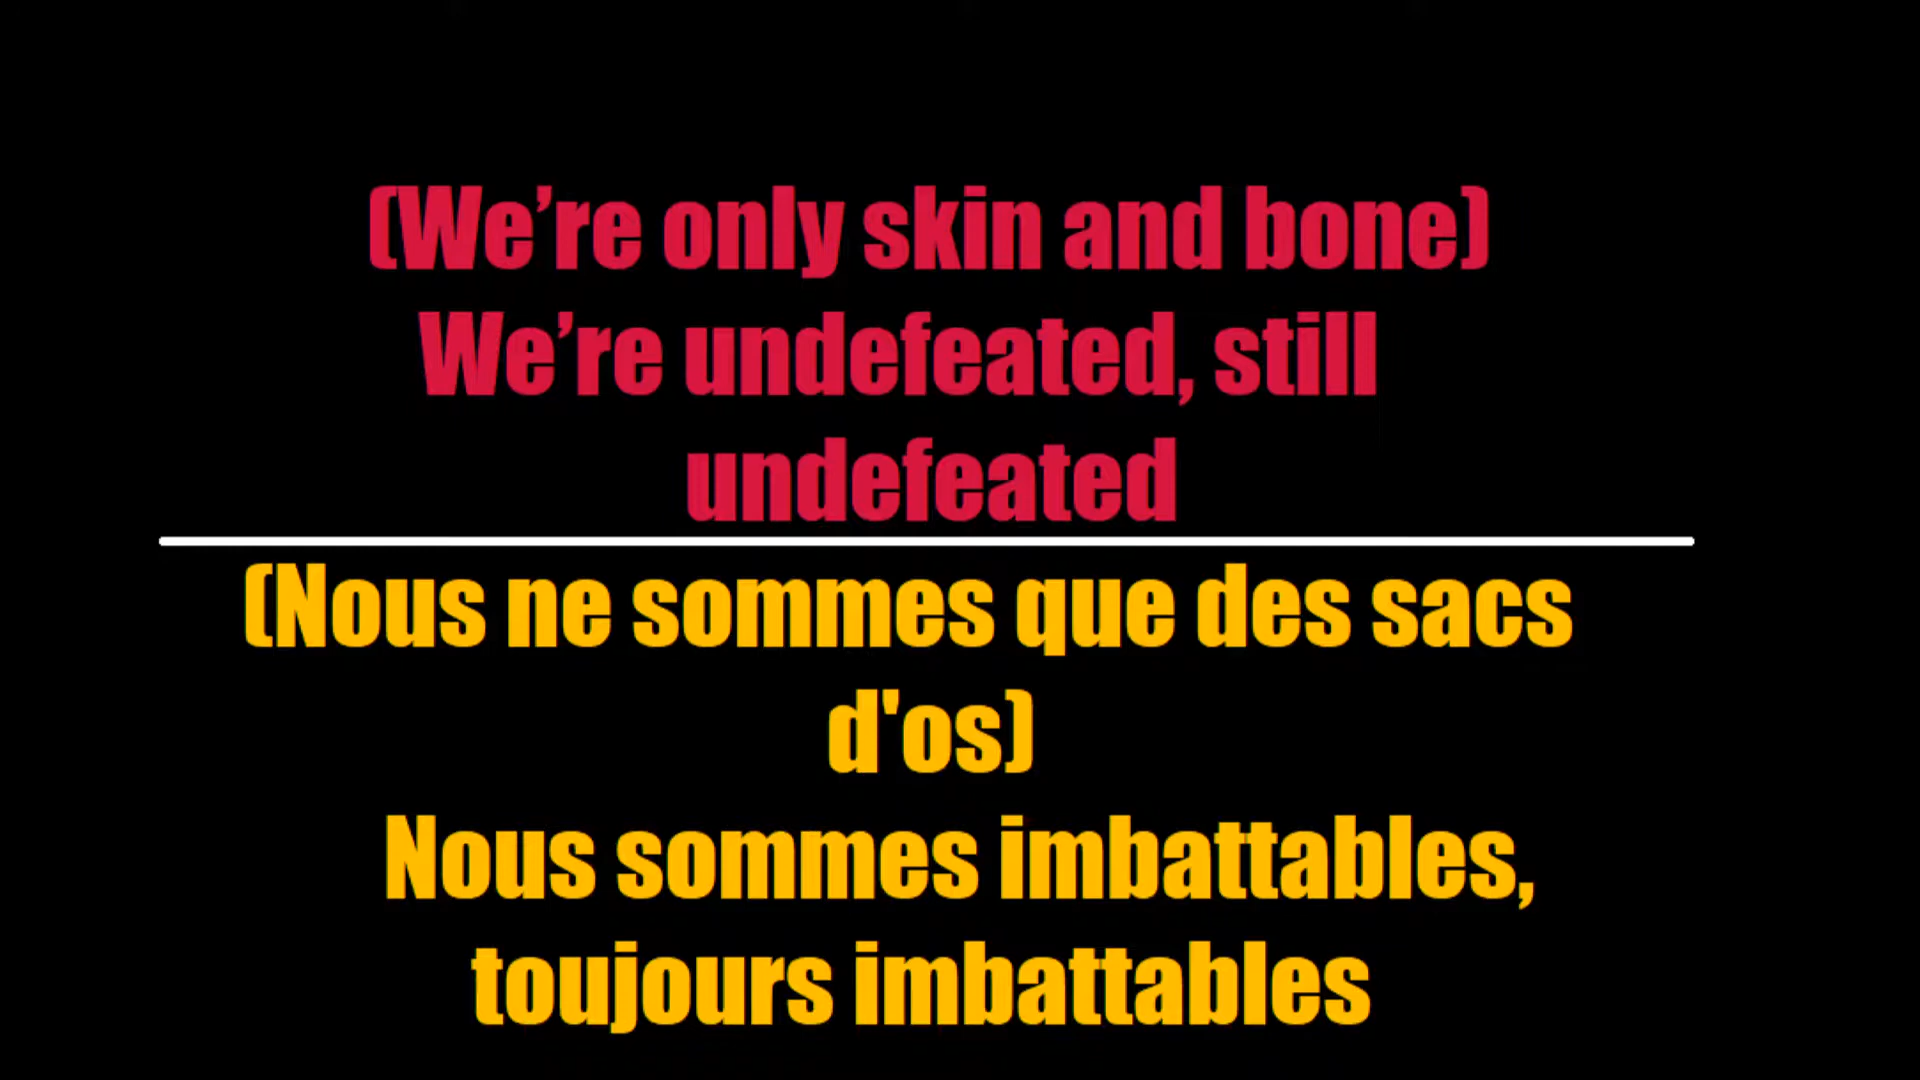 (We’re only skin and bone)
We’re undefeated, still
undefeated
(Nous ne sommes que des sacs
d'os)
Nous sommes imbattables,
toujours imbattables